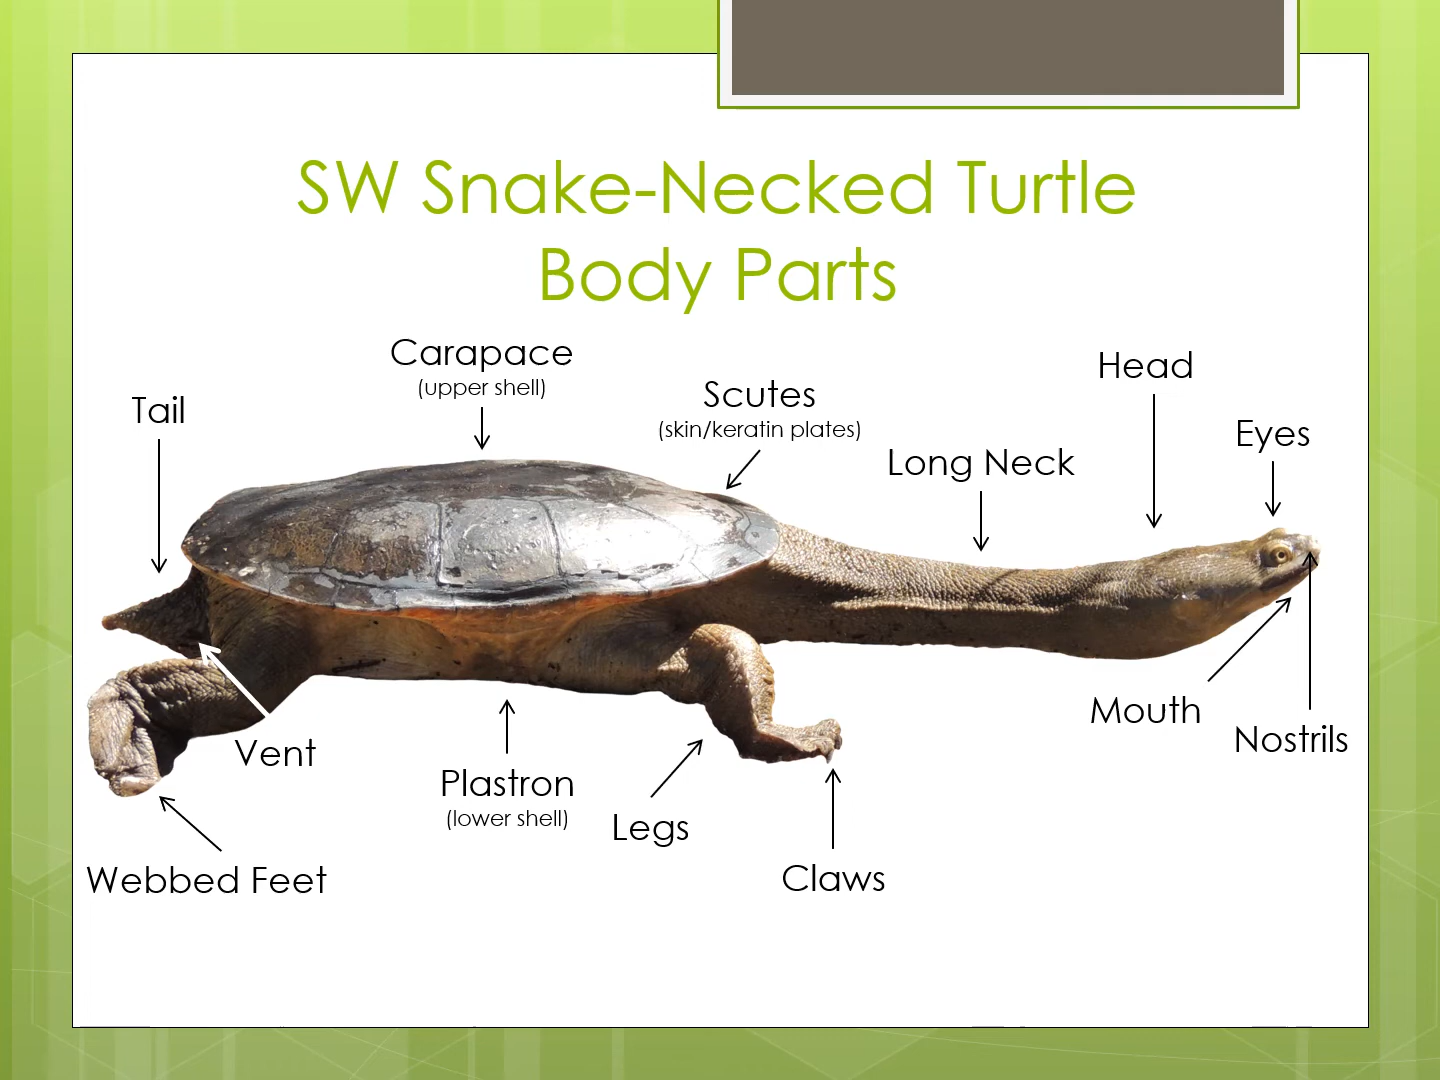 SW Snake-Necked Turtle
Body Parts
Carapace
(upper shell)
Head
Tail
Scutes
(skin/keratin plates)
Eyes
Long Neck
Mouth
Nostrils
Vent
Plastron
(lower shell)
Legs
Webbed Feet
Claws